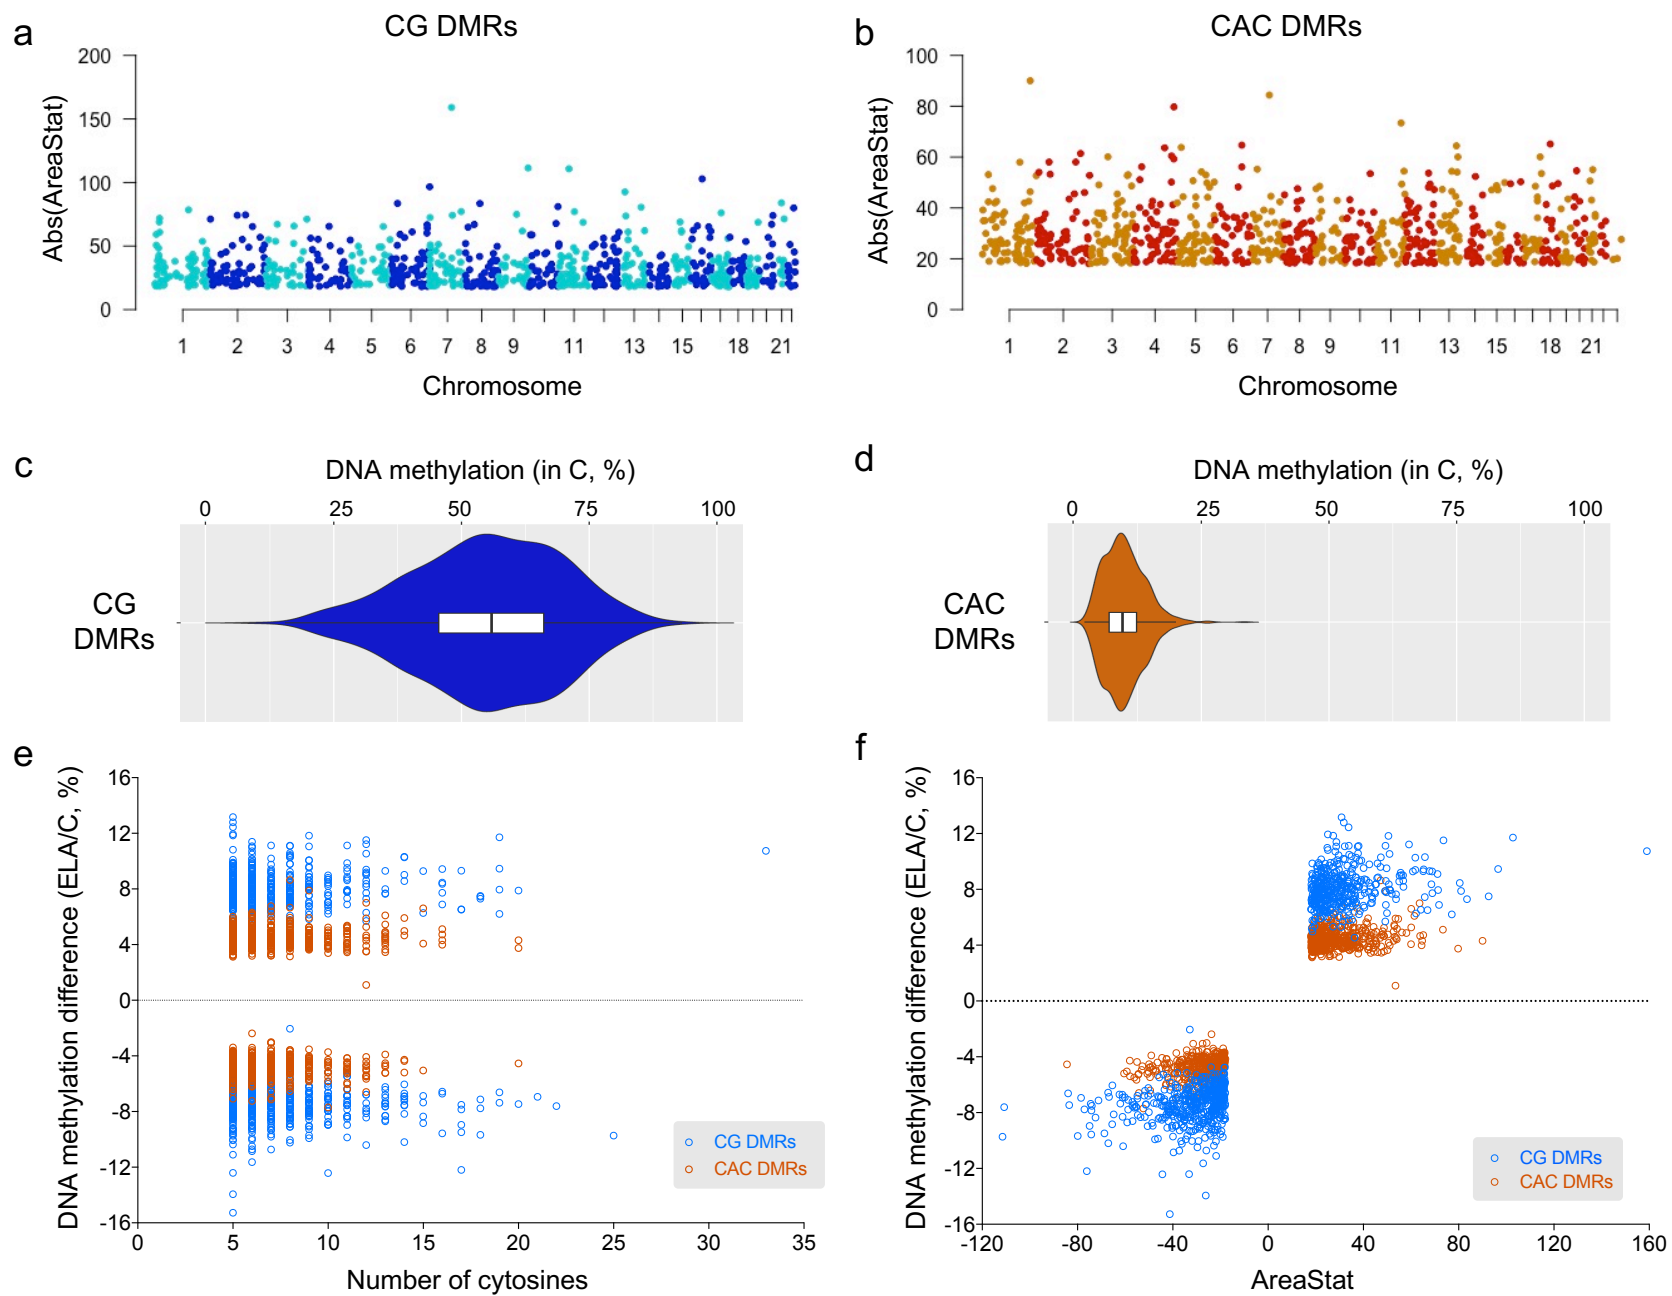 a
CG DMRs
200
150
100
50
0
Abs(AreaStat)
1 2 3 4 5 6 7 8 9 11 13 15 18 21
Chromosome
b
CAC DMRs
100
80
60
40
20
0
Abs(AreaStat)
1 2 3 4 5 6 7 8 9 11 13 15 18 21
Chromosome
c
DNA methylation (in C, %)
0 25 50 75 100
CG
DMRs
d
DNA methylation (in C, %)
0 25 50 75 100
CAC
DMRs
e
DNA methylation difference (ELA/C, %)
16
12
8
4
0
-4
-8
-12
-16
0 5 10 15 20 25 30 35
Number of cytosines
CG DMRs
CAC DMRs
f
DNA methylation difference (ELA/C, %)
16
12
8
4
0
-4
-8
-12
-16
-120 -80 -40 0 40 80 120 160
AreaStat
CG DMRs
CAC DMRs